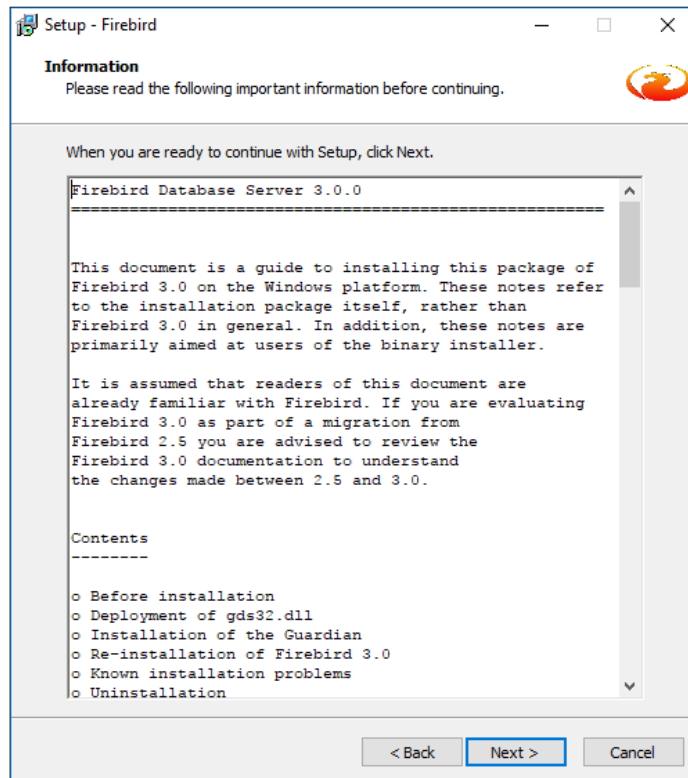 Setup - Firebird
Information
Please read the following important information before continuing.
When you are ready to continue with Setup, click Next.
Firebird Database Server 3.0.0
=======================================================
This document is a guide to installing this package of
Firebird 3.0 on the Windows platform. These notes refer
to the installation package itself, rather than
Firebird 3.0 in general. In addition, these notes are
primarily aimed at users of the binary installer.
It is assumed that readers of this document are
already familiar with Firebird. If you are evaluating
Firebird 3.0 as part of a migration from
Firebird 2.5 you are advised to review the
Firebird 3.0 documentation to understand
the changes made between 2.5 and 3.0.
Contents
--------
o Before installation
o Deployment of gds32.dll
o Installation of the Guardian
o Re-installation of Firebird 3.0
o Known installation problems
o Uninstallation
< Back Next > Cancel